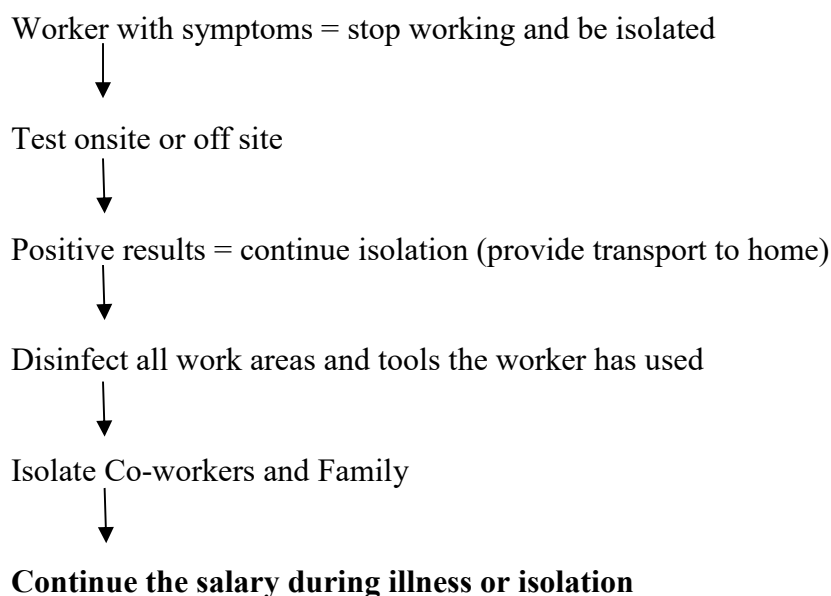 Worker with symptoms = stop working and be isolated
Test onsite or off site
Positive results = continue isolation (provide transport to home)
Disinfect all work areas and tools the worker has used
Isolate Co-workers and Family
Continue the salary during illness or isolation